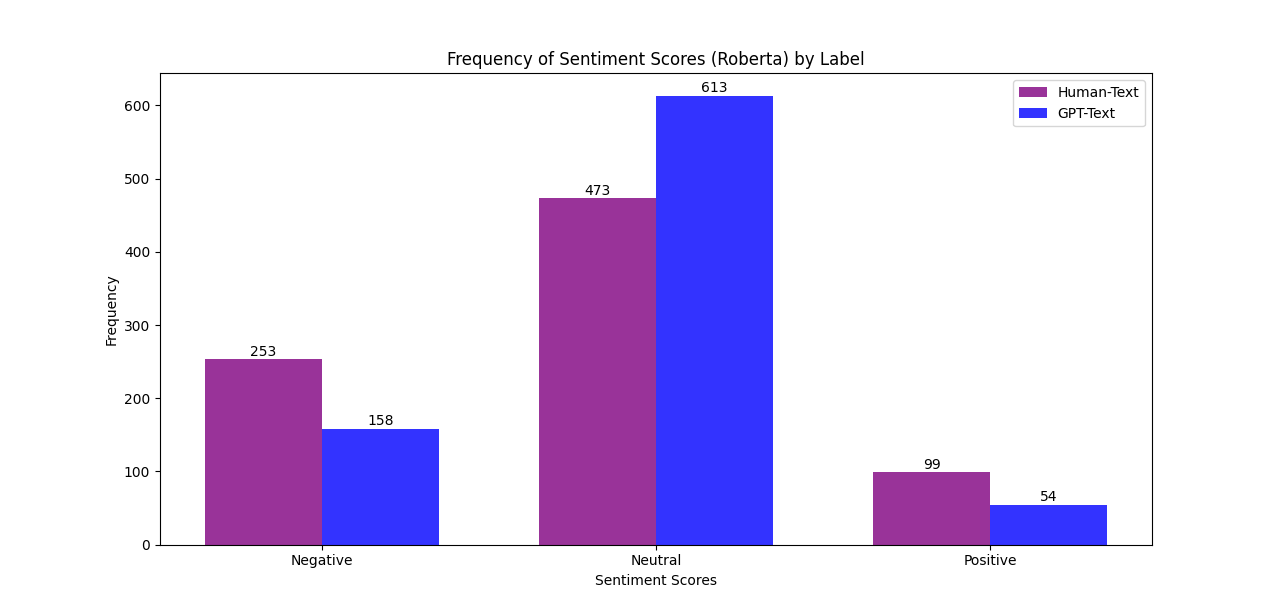 Frequency of Sentiment Scores (Roberta) by Label
Human-Text
GPT-Text
Frequency
600
500
400
300
200
100
0
253
158
473
613
99
54
Negative
Neutral
Positive
Sentiment Scores